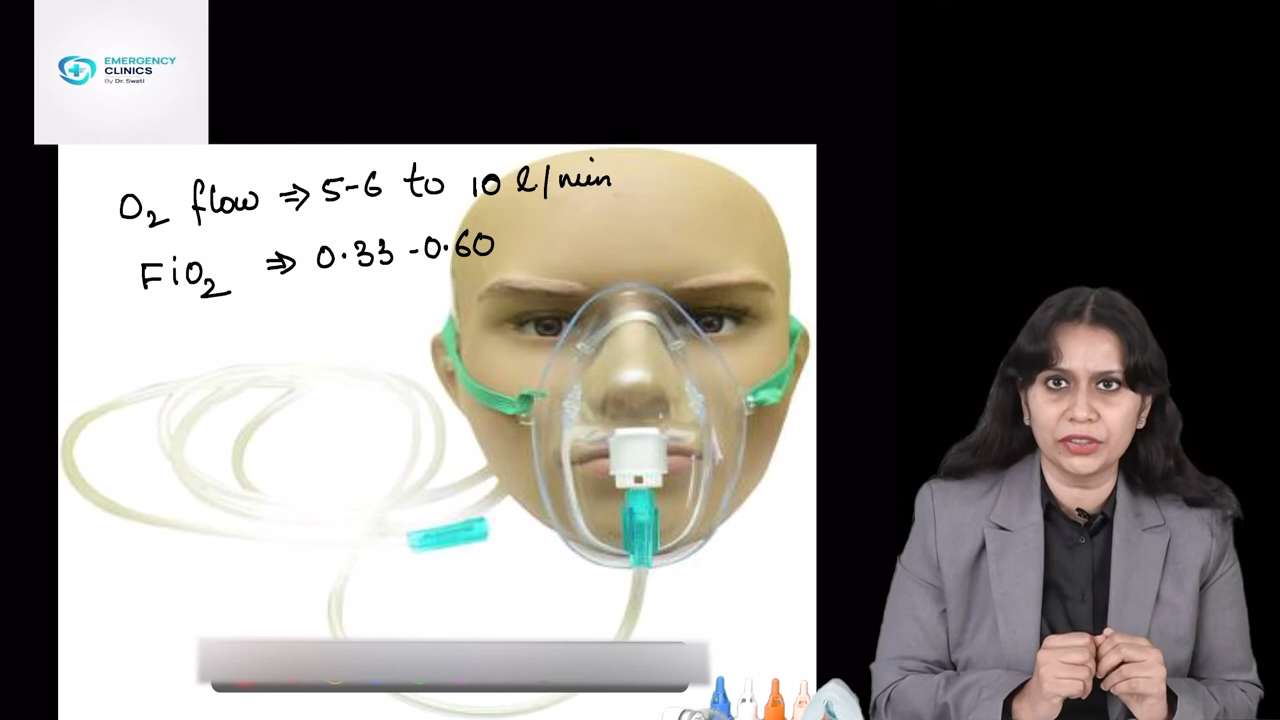 EMERGENCY
CLINICS
By Dr. Swati
O₂ flow ⇒ 5-6 to 10 l/min
FiO₂ ⇒ 0.33 - 0.60